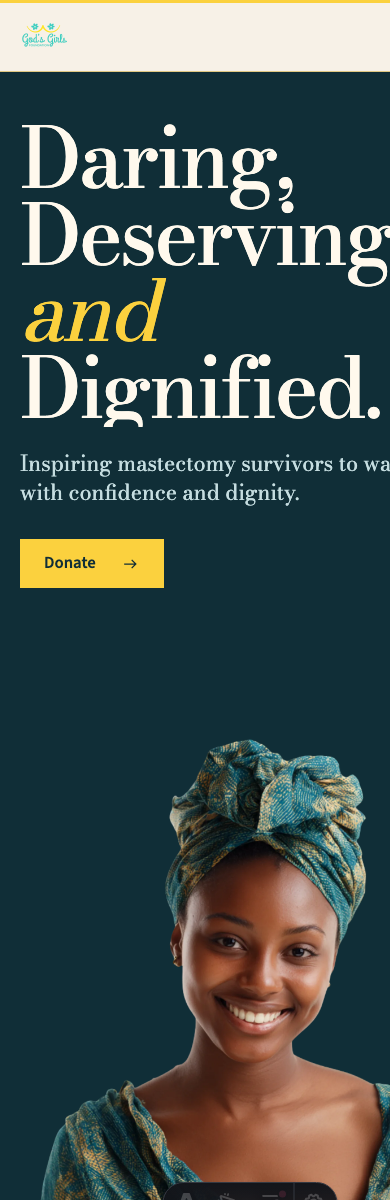 God's Girls
Daring,
Deserving
and
Dignified.
Inspiring mastectomy survivors to wa
with confidence and dignity.
Donate →